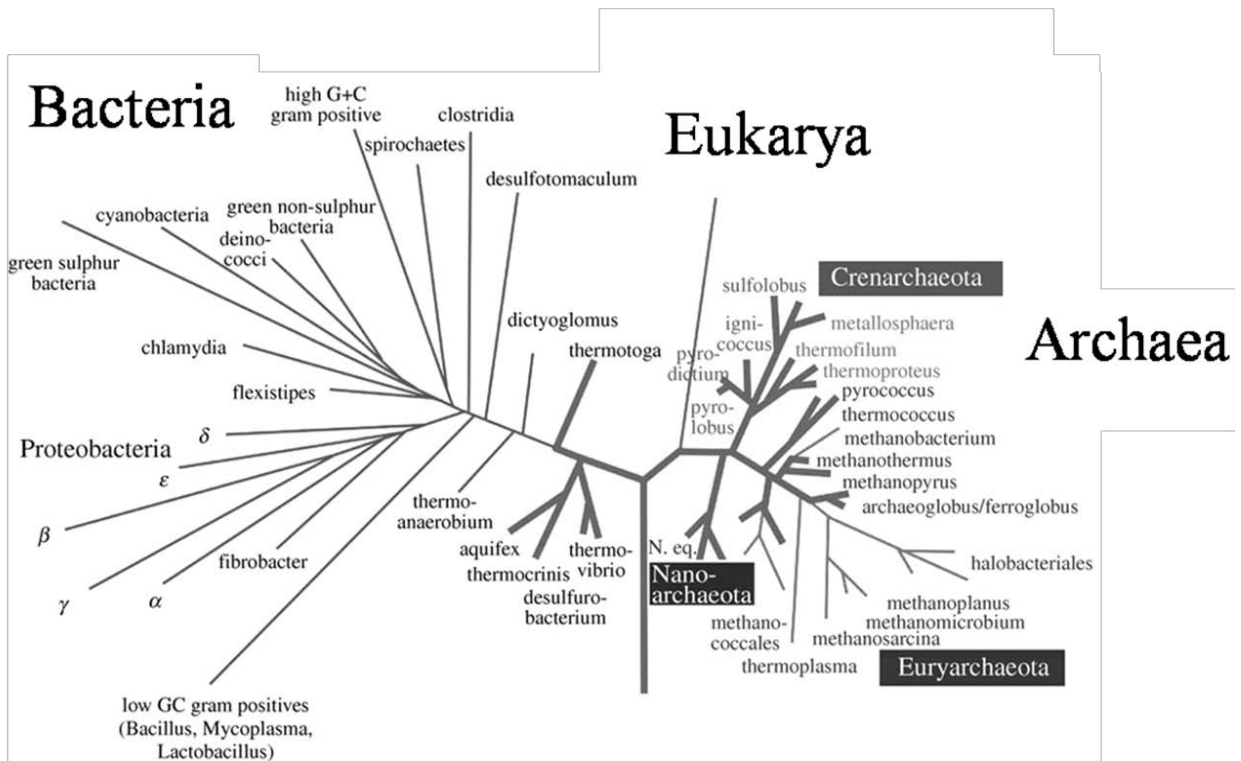 Bacteria
high G+C
gram positive
clostridia
spirochaetes
Eukarya
desulfotomaculum
cyanobacteria
green non-sulphur
bacteria
deino-
cocci
green sulphur
bacteria
chlamydia
flexistipes
dictyoglomus
thermotoga
Proteobacteria
δ
ε
β
γ
α
fibrobacter
low GC gram positives
(Bacillus, Mycoplasma,
Lactobacillus)
thermo-
anaerobium
aquifex
thermocrinis
desulfuro-
bacterium
thermo-
vibrio
sulfolobus
Crenarchaeota
igni-
coccus
metallosphaera
Archaea
pyro-
dictium
thermofilum
thermoproteus
pyro-
lobus
pyrococcus
thermococcus
methanobacterium
methanothermus
methanopyrus
archaeoglobus/ferroglobus
N. eq.
Nano-
archaeota
halobacteriales
methanoplanus
methanomicrobium
methanosarcina
methano-
coccales
thermoplasma
Euryarchaeota